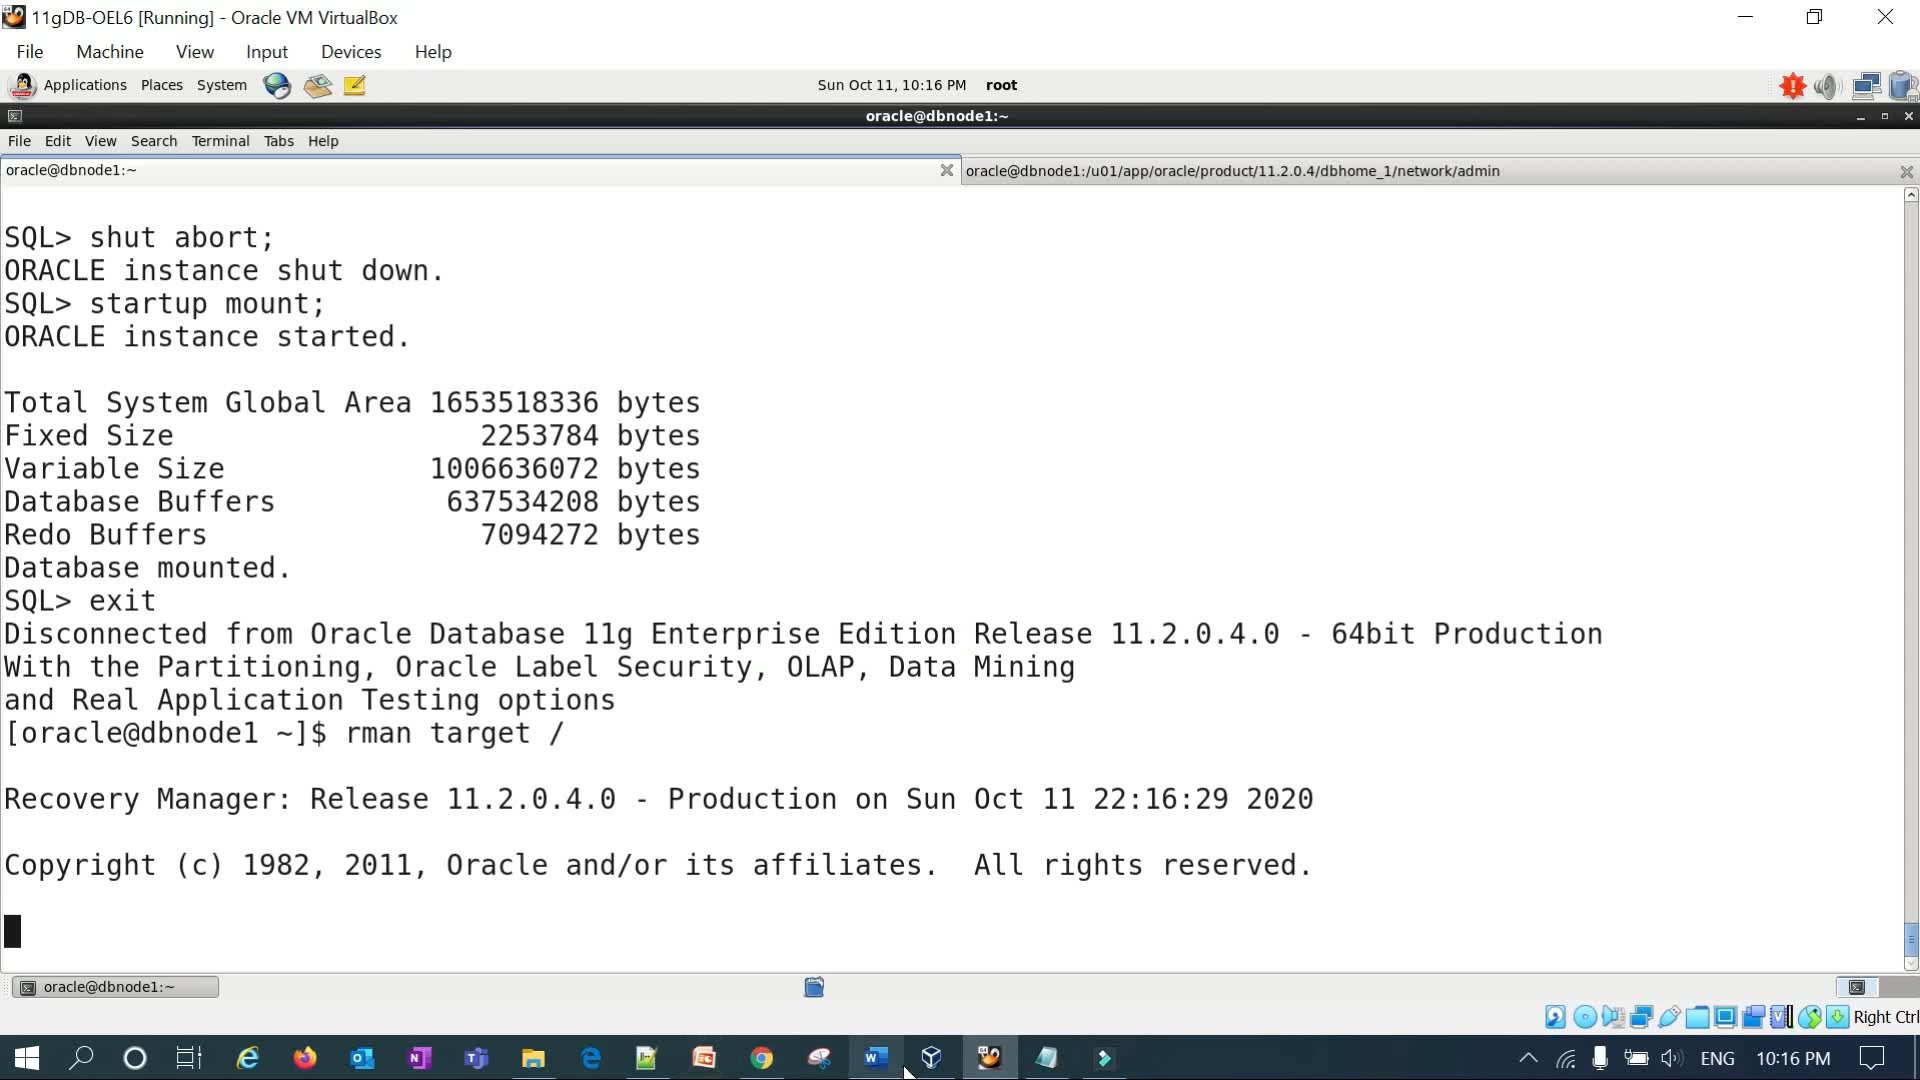 11gDB-OEL6 [Running] - Oracle VM VirtualBox
File Machine View Input Devices Help
Applications Places System Sun Oct 11, 10:16 PM root
oracle@dbnode1:~
File Edit View Search Terminal Tabs Help
oracle@dbnode1:~ oracle@dbnode1:/u01/app/oracle/product/11.2.0.4/dbhome_1/network/admin
SQL> shut abort;
ORACLE instance shut down.
SQL> startup mount;
ORACLE instance started.
Total System Global Area 1653518336 bytes
Fixed Size 2253784 bytes
Variable Size 1006636072 bytes
Database Buffers 637534208 bytes
Redo Buffers 7094272 bytes
Database mounted.
SQL> exit
Disconnected from Oracle Database 11g Enterprise Edition Release 11.2.0.4.0 - 64bit Production
With the Partitioning, Oracle Label Security, OLAP, Data Mining
and Real Application Testing options
[oracle@dbnode1 ~]$ rman target /
Recovery Manager: Release 11.2.0.4.0 - Production on Sun Oct 11 22:16:29 2020
Copyright (c) 1982, 2011, Oracle and/or its affiliates.  All rights reserved.
oracle@dbnode1:~
Right Ctrl
ENG 10:16 PM